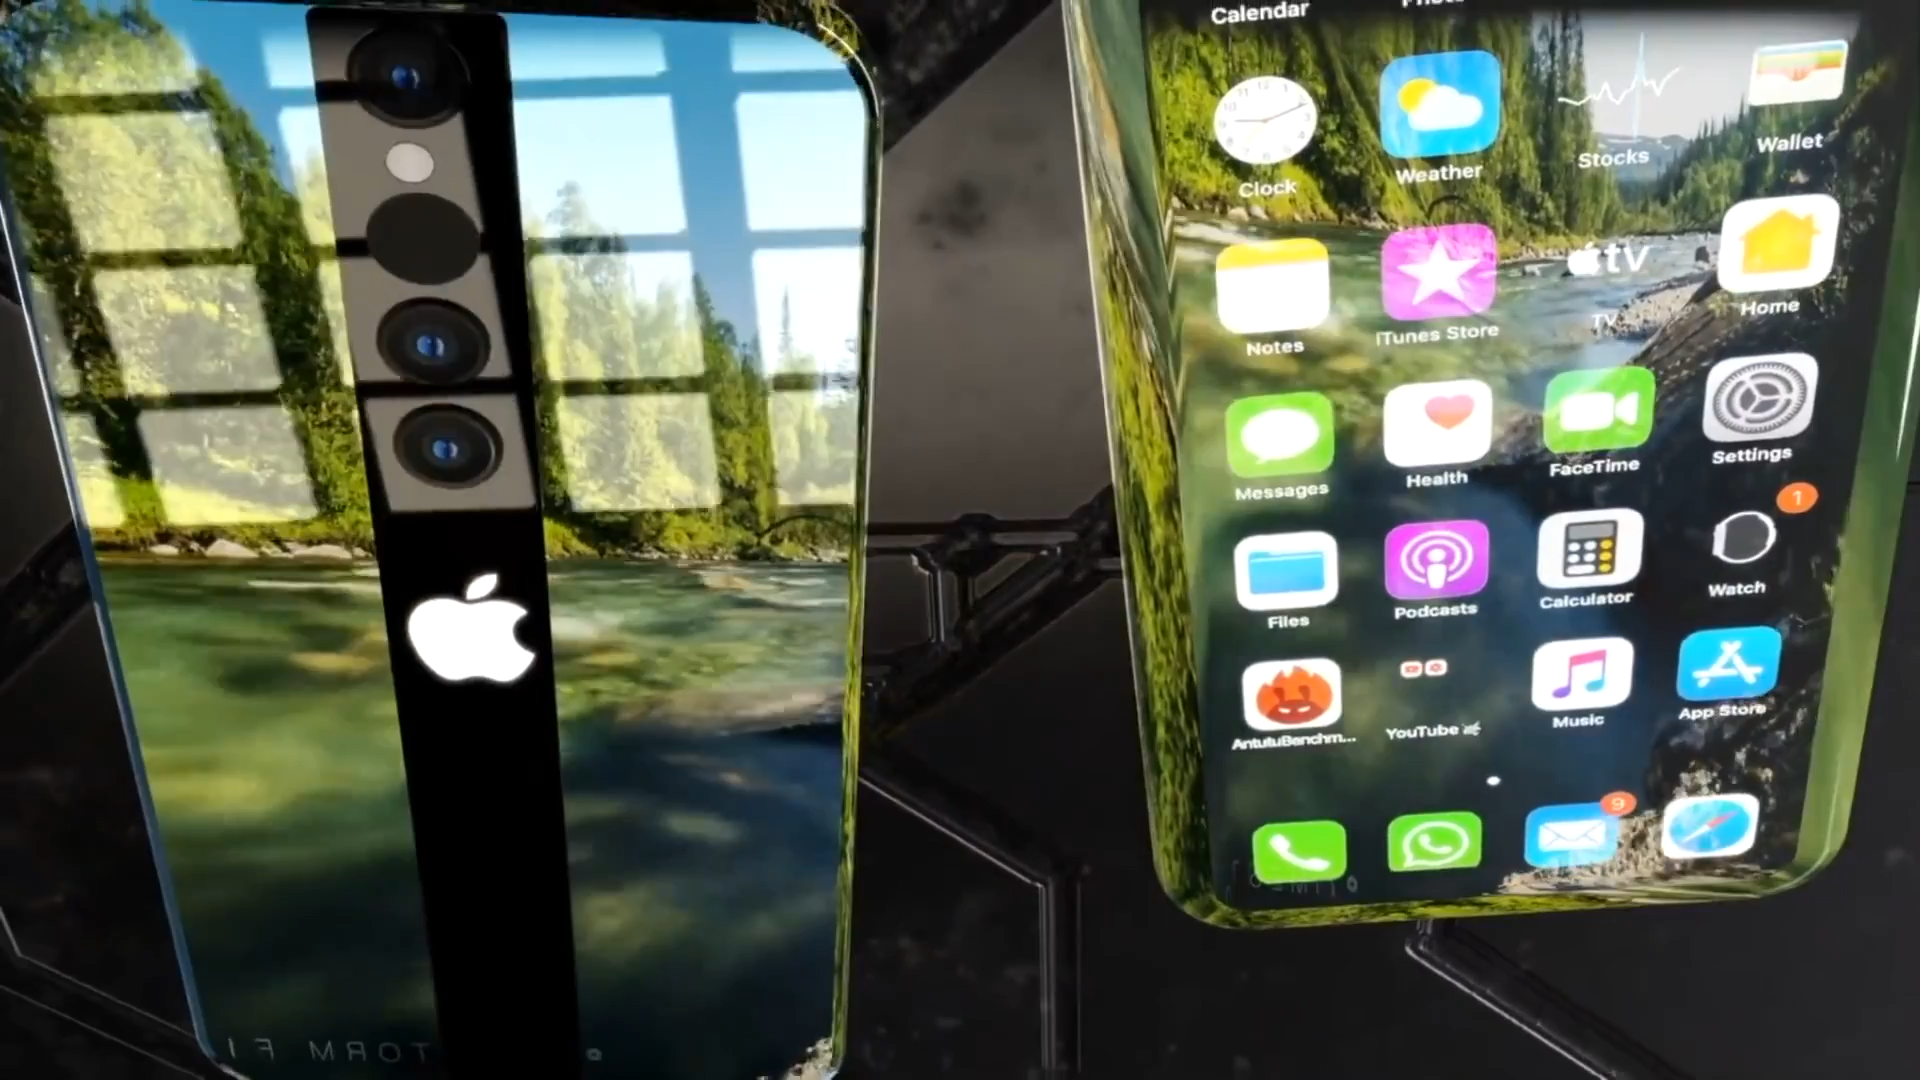 Calendar
Clock
Weather
Stocks
Wallet
Notes
iTunes Store
tv
TV
Home
Messages
Health
FaceTime
Settings
1
Files
Podcasts
Calculator
Watch
AntutuBenchm...
YouTube
Music
App Store
9